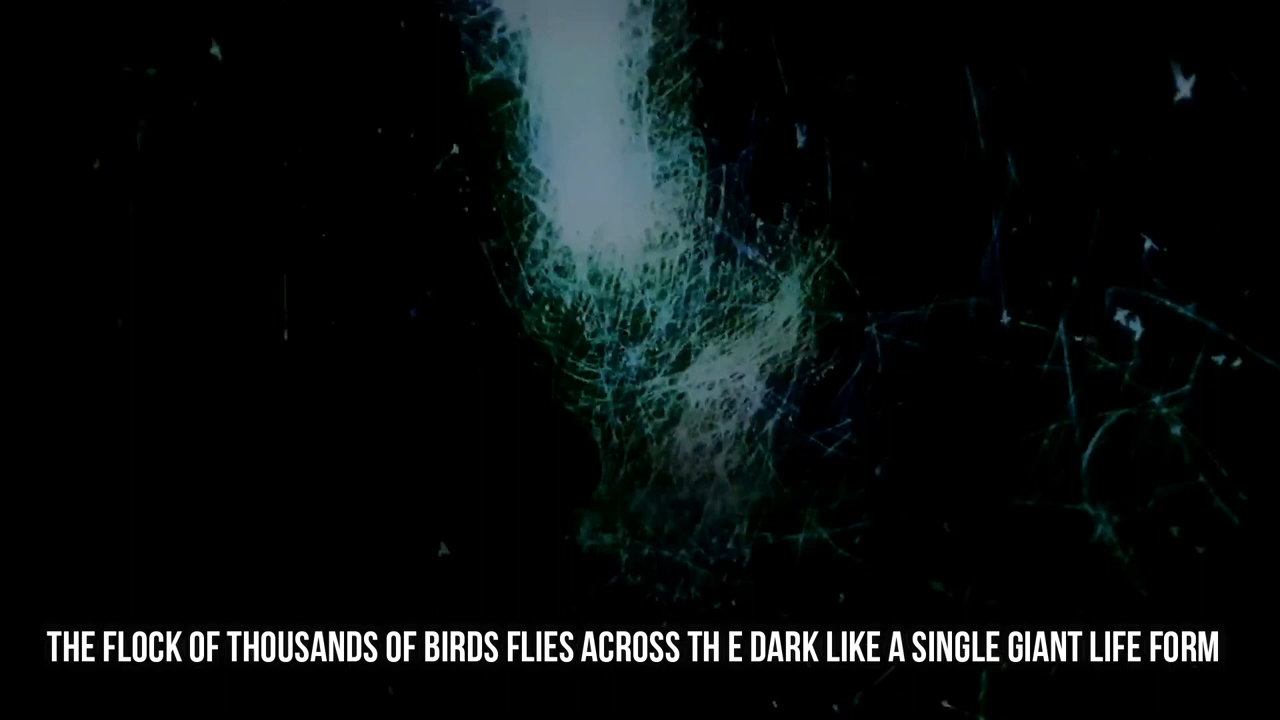 THE FLOCK OF THOUSANDS OF BIRDS FLIES ACROSS TH E DARK LIKE A SINGLE GIANT LIFE FORM